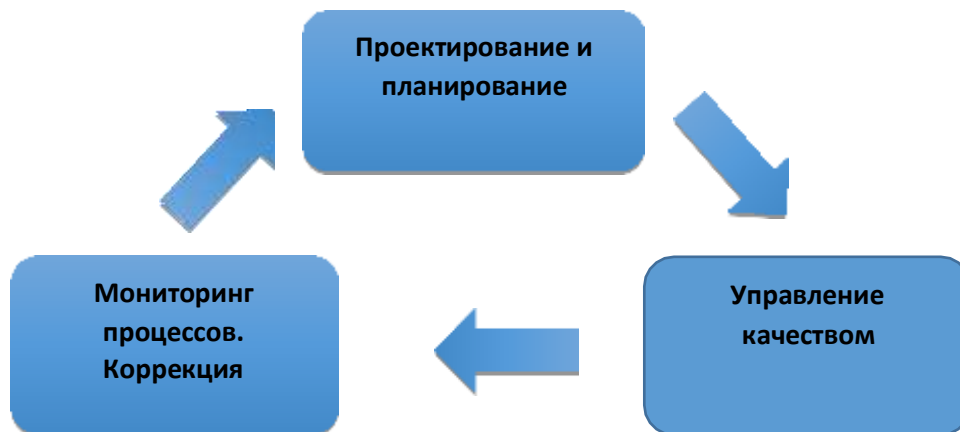 Проектирование и
планирование
Мониторинг
процессов.
Коррекция
Управление
качеством